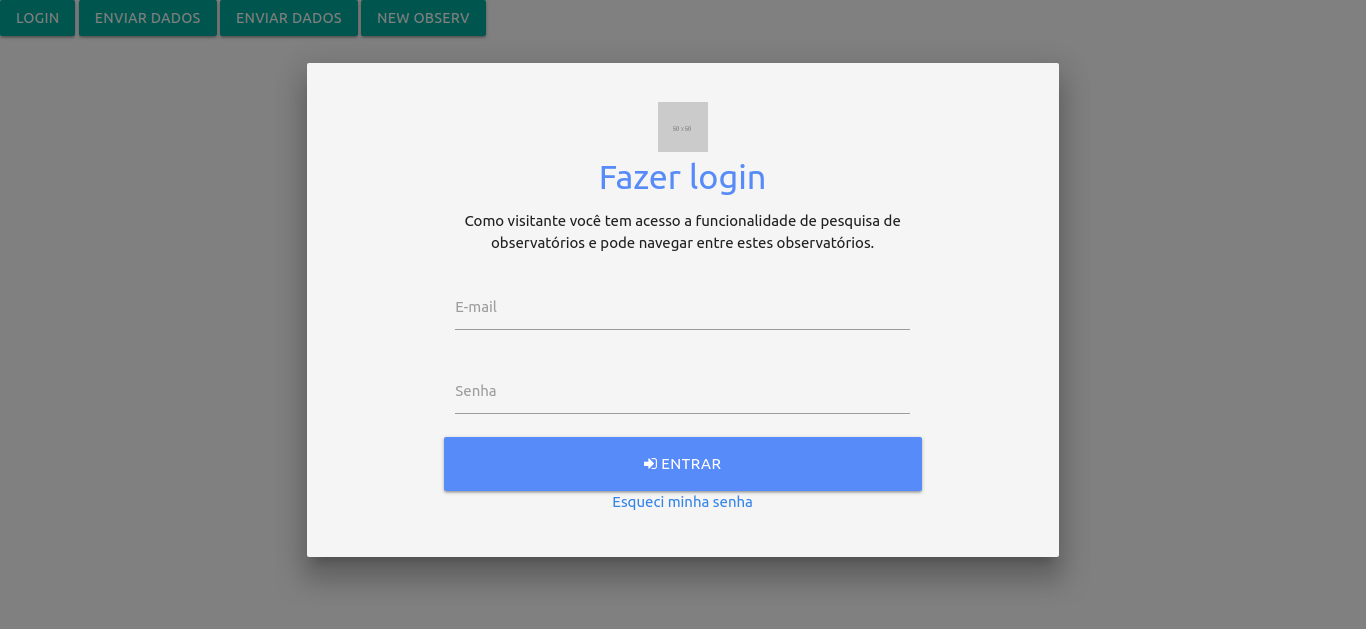 LOGIN ENVIAR DADOS ENVIAR DADOS NEW OBSERV
50 x 50
Fazer login
Como visitante você tem acesso a funcionalidade de pesquisa de
observatórios e pode navegar entre estes observatórios.
E-mail
Senha
ENTRAR
Esqueci minha senha